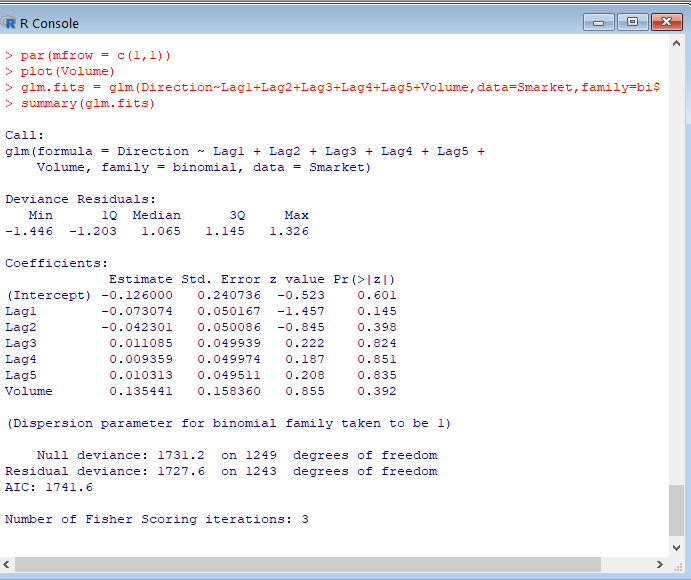 R Console
> par(mfrow = c(1,1))
> plot(Volume)
> glm.fits = glm(Direction~Lag1+Lag2+Lag3+Lag4+Lag5+Volume,data=Smarket,family=bi$
> summary(glm.fits)
Call:
glm(formula = Direction ~ Lag1 + Lag2 + Lag3 + Lag4 + Lag5 +
    Volume, family = binomial, data = Smarket)
Deviance Residuals:
   Min      1Q  Median      3Q     Max
-1.446  -1.203   1.065   1.145   1.326
Coefficients:
             Estimate Std. Error z value Pr(>|z|)
(Intercept) -0.126000   0.240736  -0.523    0.601
Lag1        -0.073074   0.050167  -1.457    0.145
Lag2        -0.042301   0.050086  -0.845    0.398
Lag3         0.011085   0.049939   0.222    0.824
Lag4         0.009359   0.049974   0.187    0.851
Lag5         0.010313   0.049511   0.208    0.835
Volume       0.135441   0.158360   0.855    0.392
(Dispersion parameter for binomial family taken to be 1)
    Null deviance: 1731.2  on 1249  degrees of freedom
Residual deviance: 1727.6  on 1243  degrees of freedom
AIC: 1741.6
Number of Fisher Scoring iterations: 3